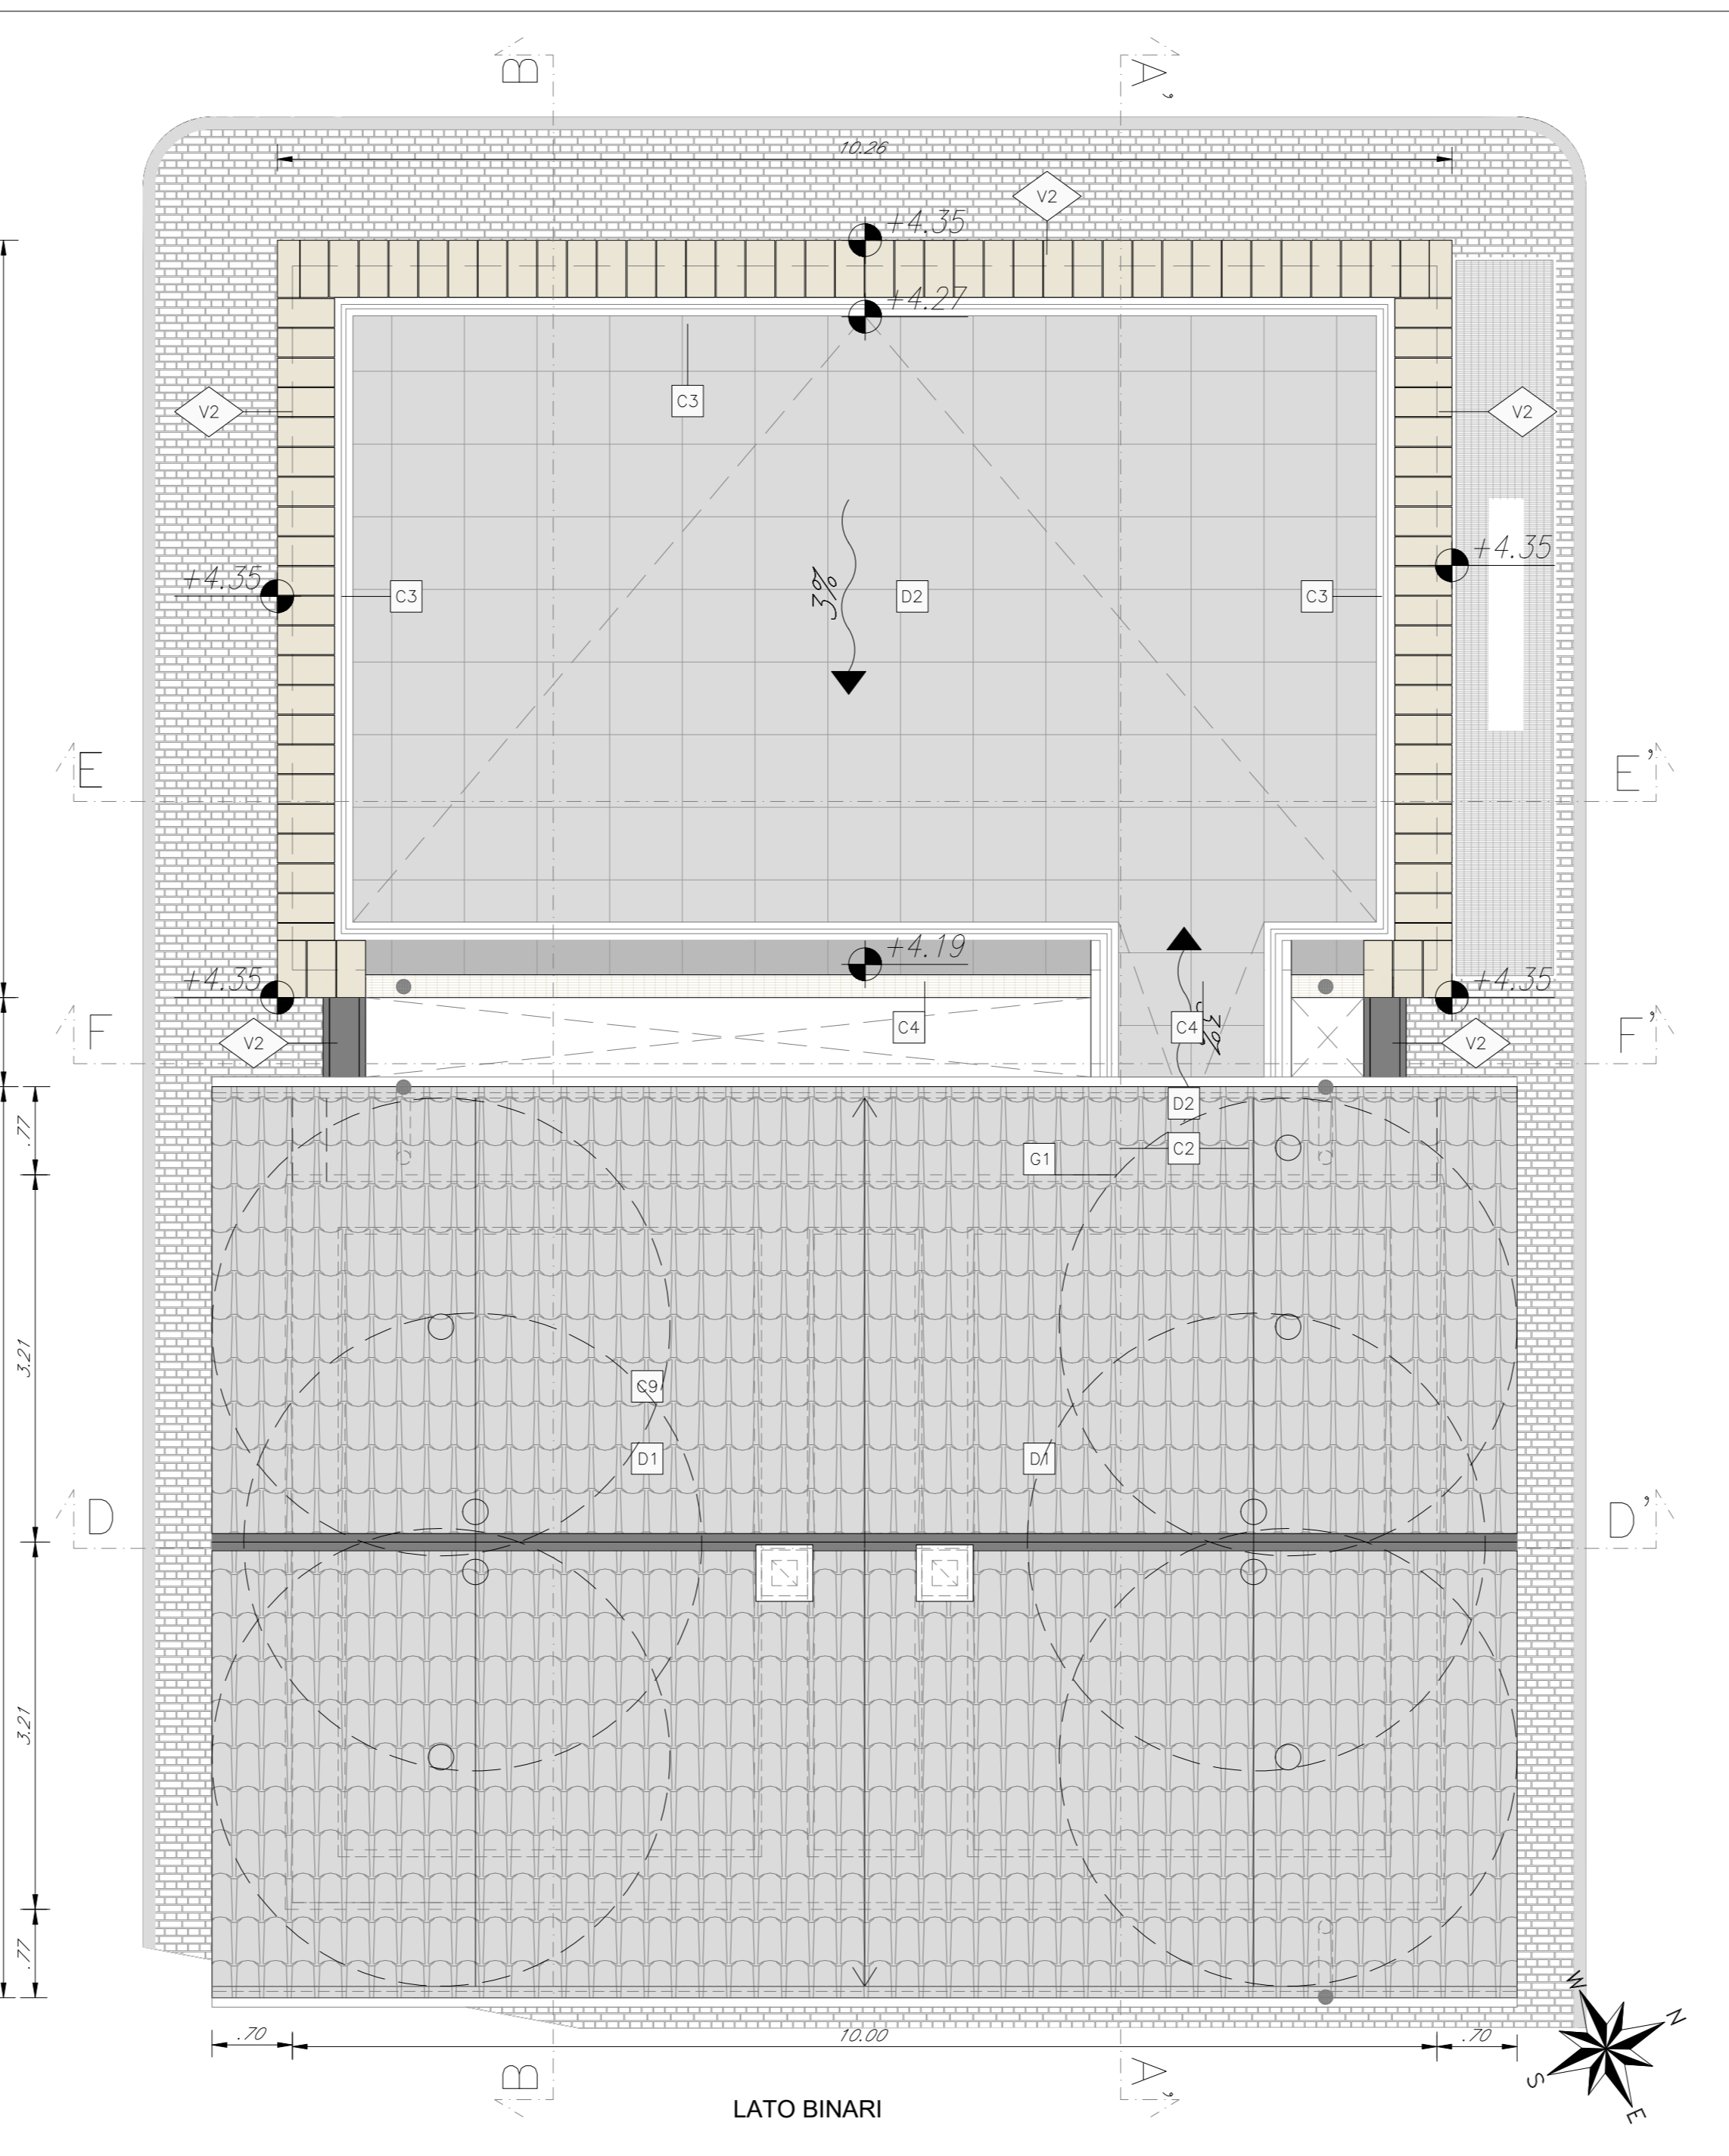 B A'
10.26
V2
+4.35
+4.27
C3
V2 V2
+4.35
+4.35 C3 3% D2 C3
E E'
+4.19
+4.35 +4.35
F V2 C4 C4 3% V2 F'
.77
D2
G1 C2
3.21
C9
D1 D1
D D'
3.21
.77
W N
.70 10.00 .70
S E
B A'
LATO BINARI